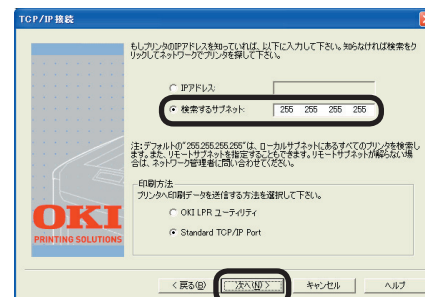 TCP/IP 接続
もしプリンタのIPアドレスを知っていれば、以下に入力して下さい。知らなければ検索をク
リックしてネットワークでプリンタを探して下さい。
IPアドレス
検索するサブネット: 255 255 255 255
注:デフォルトの"255.255.255.255"は、ローカルサブネットにあるすべてのプリンタを検索し
ます。また、リモートサブネットを指定することもできます。リモートサブネットが解らない場
合は、ネットワーク管理者に問い合わせてください。
印刷方法
プリンタへ印刷データを送信する方法を選択して下さい。
OKI LPR ユーティリティ
Standard TCP/IP Port
OKI
PRINTING SOLUTIONS
< 戻る(B) 次へ(N) > キャンセル ヘルプ